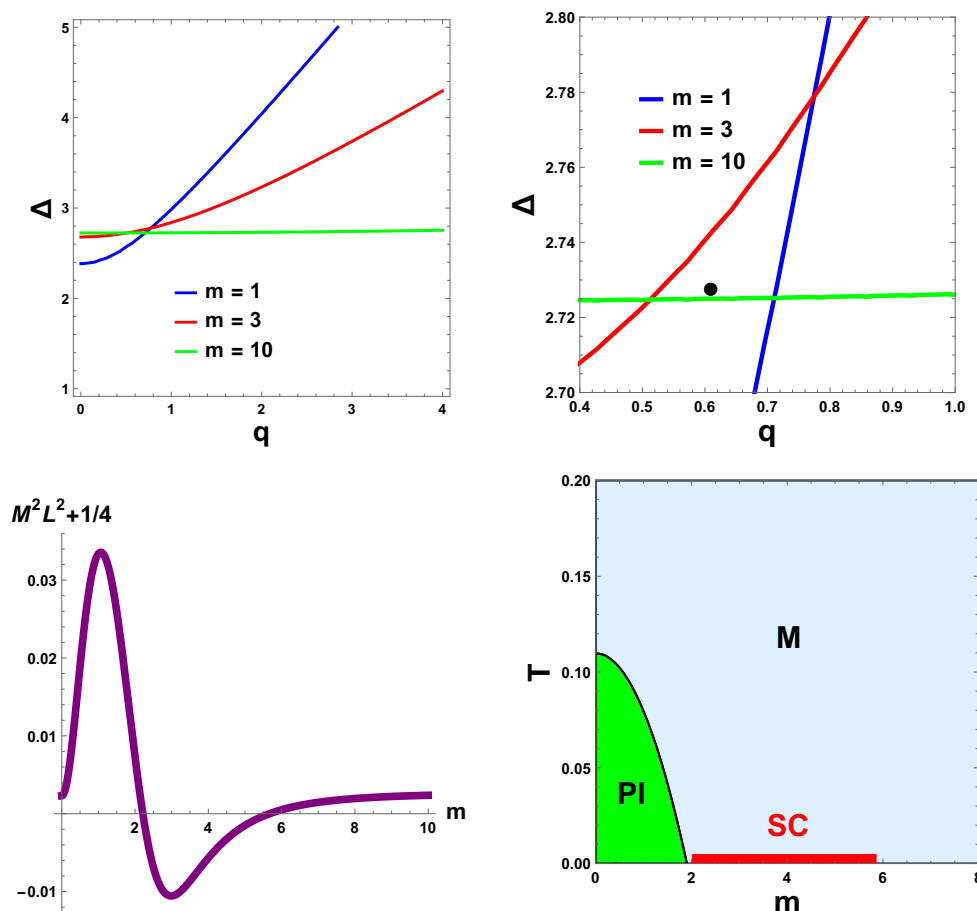 5
4
Δ
3
2
1
m = 1
m = 3
m = 10
0
1
2
3
4
q
2.80
2.78
2.76
Δ
2.74
2.72
2.70
m = 1
m = 3
m = 10
0.4
0.5
0.6
0.7
0.8
0.9
1.0
q
M²L²+1/4
0.03
0.02
0.01
-0.01
2
4
6
8
10
m
0.20
0.15
T
0.10
0.05
0.00
M
PI
SC
0
2
4
6
8
m